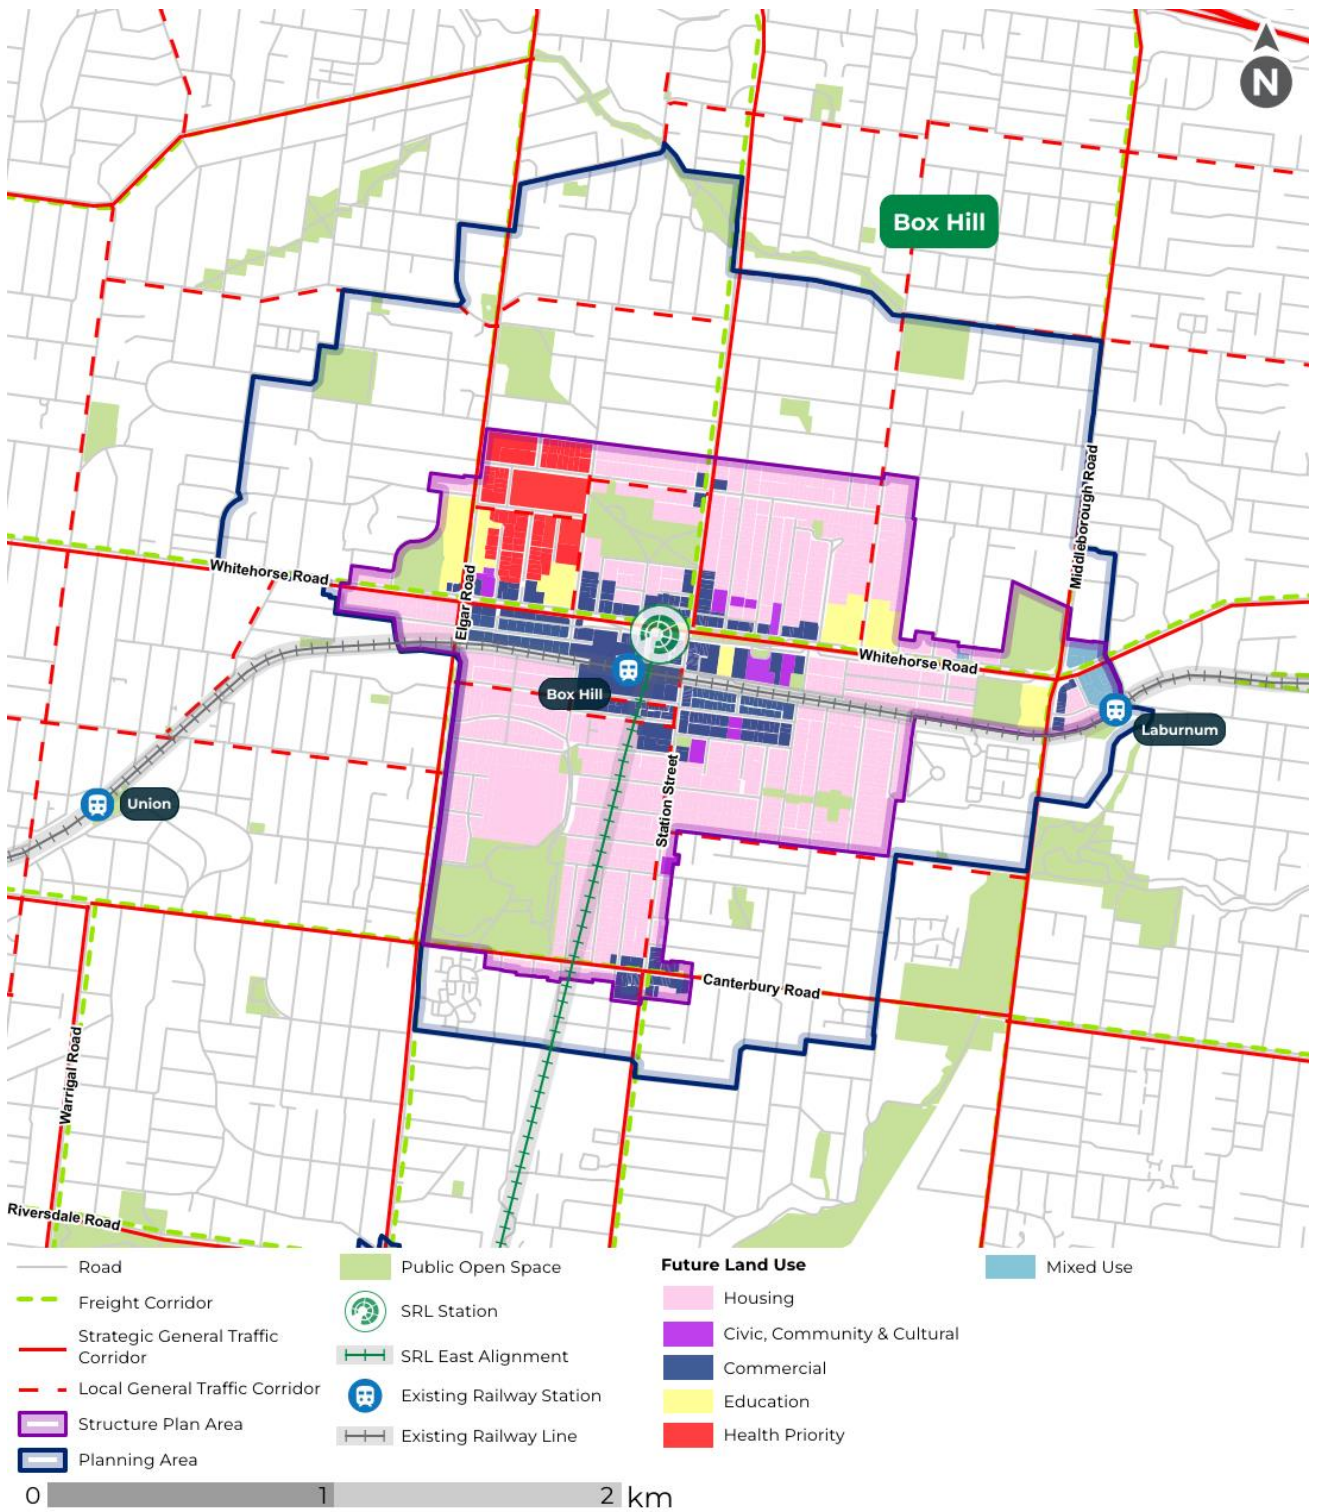 N
Box Hill
Middleborough Road
Whitehorse Road
Elgar Road
Whitehorse Road
Box Hill
Laburnum
Station Street
Union
Canterbury Road
Warrigal Road
Riversdale Road
Road
Freight Corridor
Strategic General Traffic
Corridor
Local General Traffic Corridor
Structure Plan Area
Planning Area
Public Open Space
SRL Station
SRL East Alignment
Existing Railway Station
Existing Railway Line
Future Land Use
Housing
Civic, Community & Cultural
Commercial
Education
Health Priority
Mixed Use
0 1 2 km